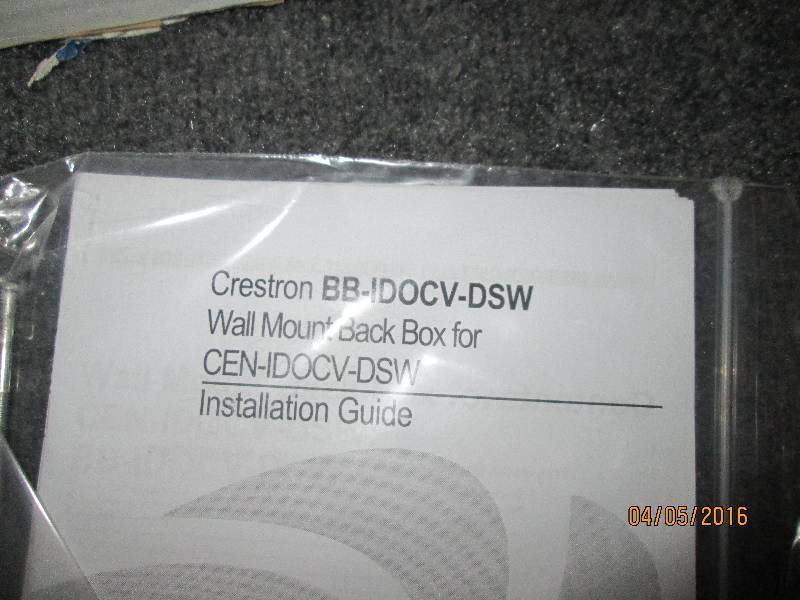 Crestron BB-IDOCV-DSW
Wall Mount Back Box for
CEN-IDOCV-DSW
Installation Guide
04/05/2016